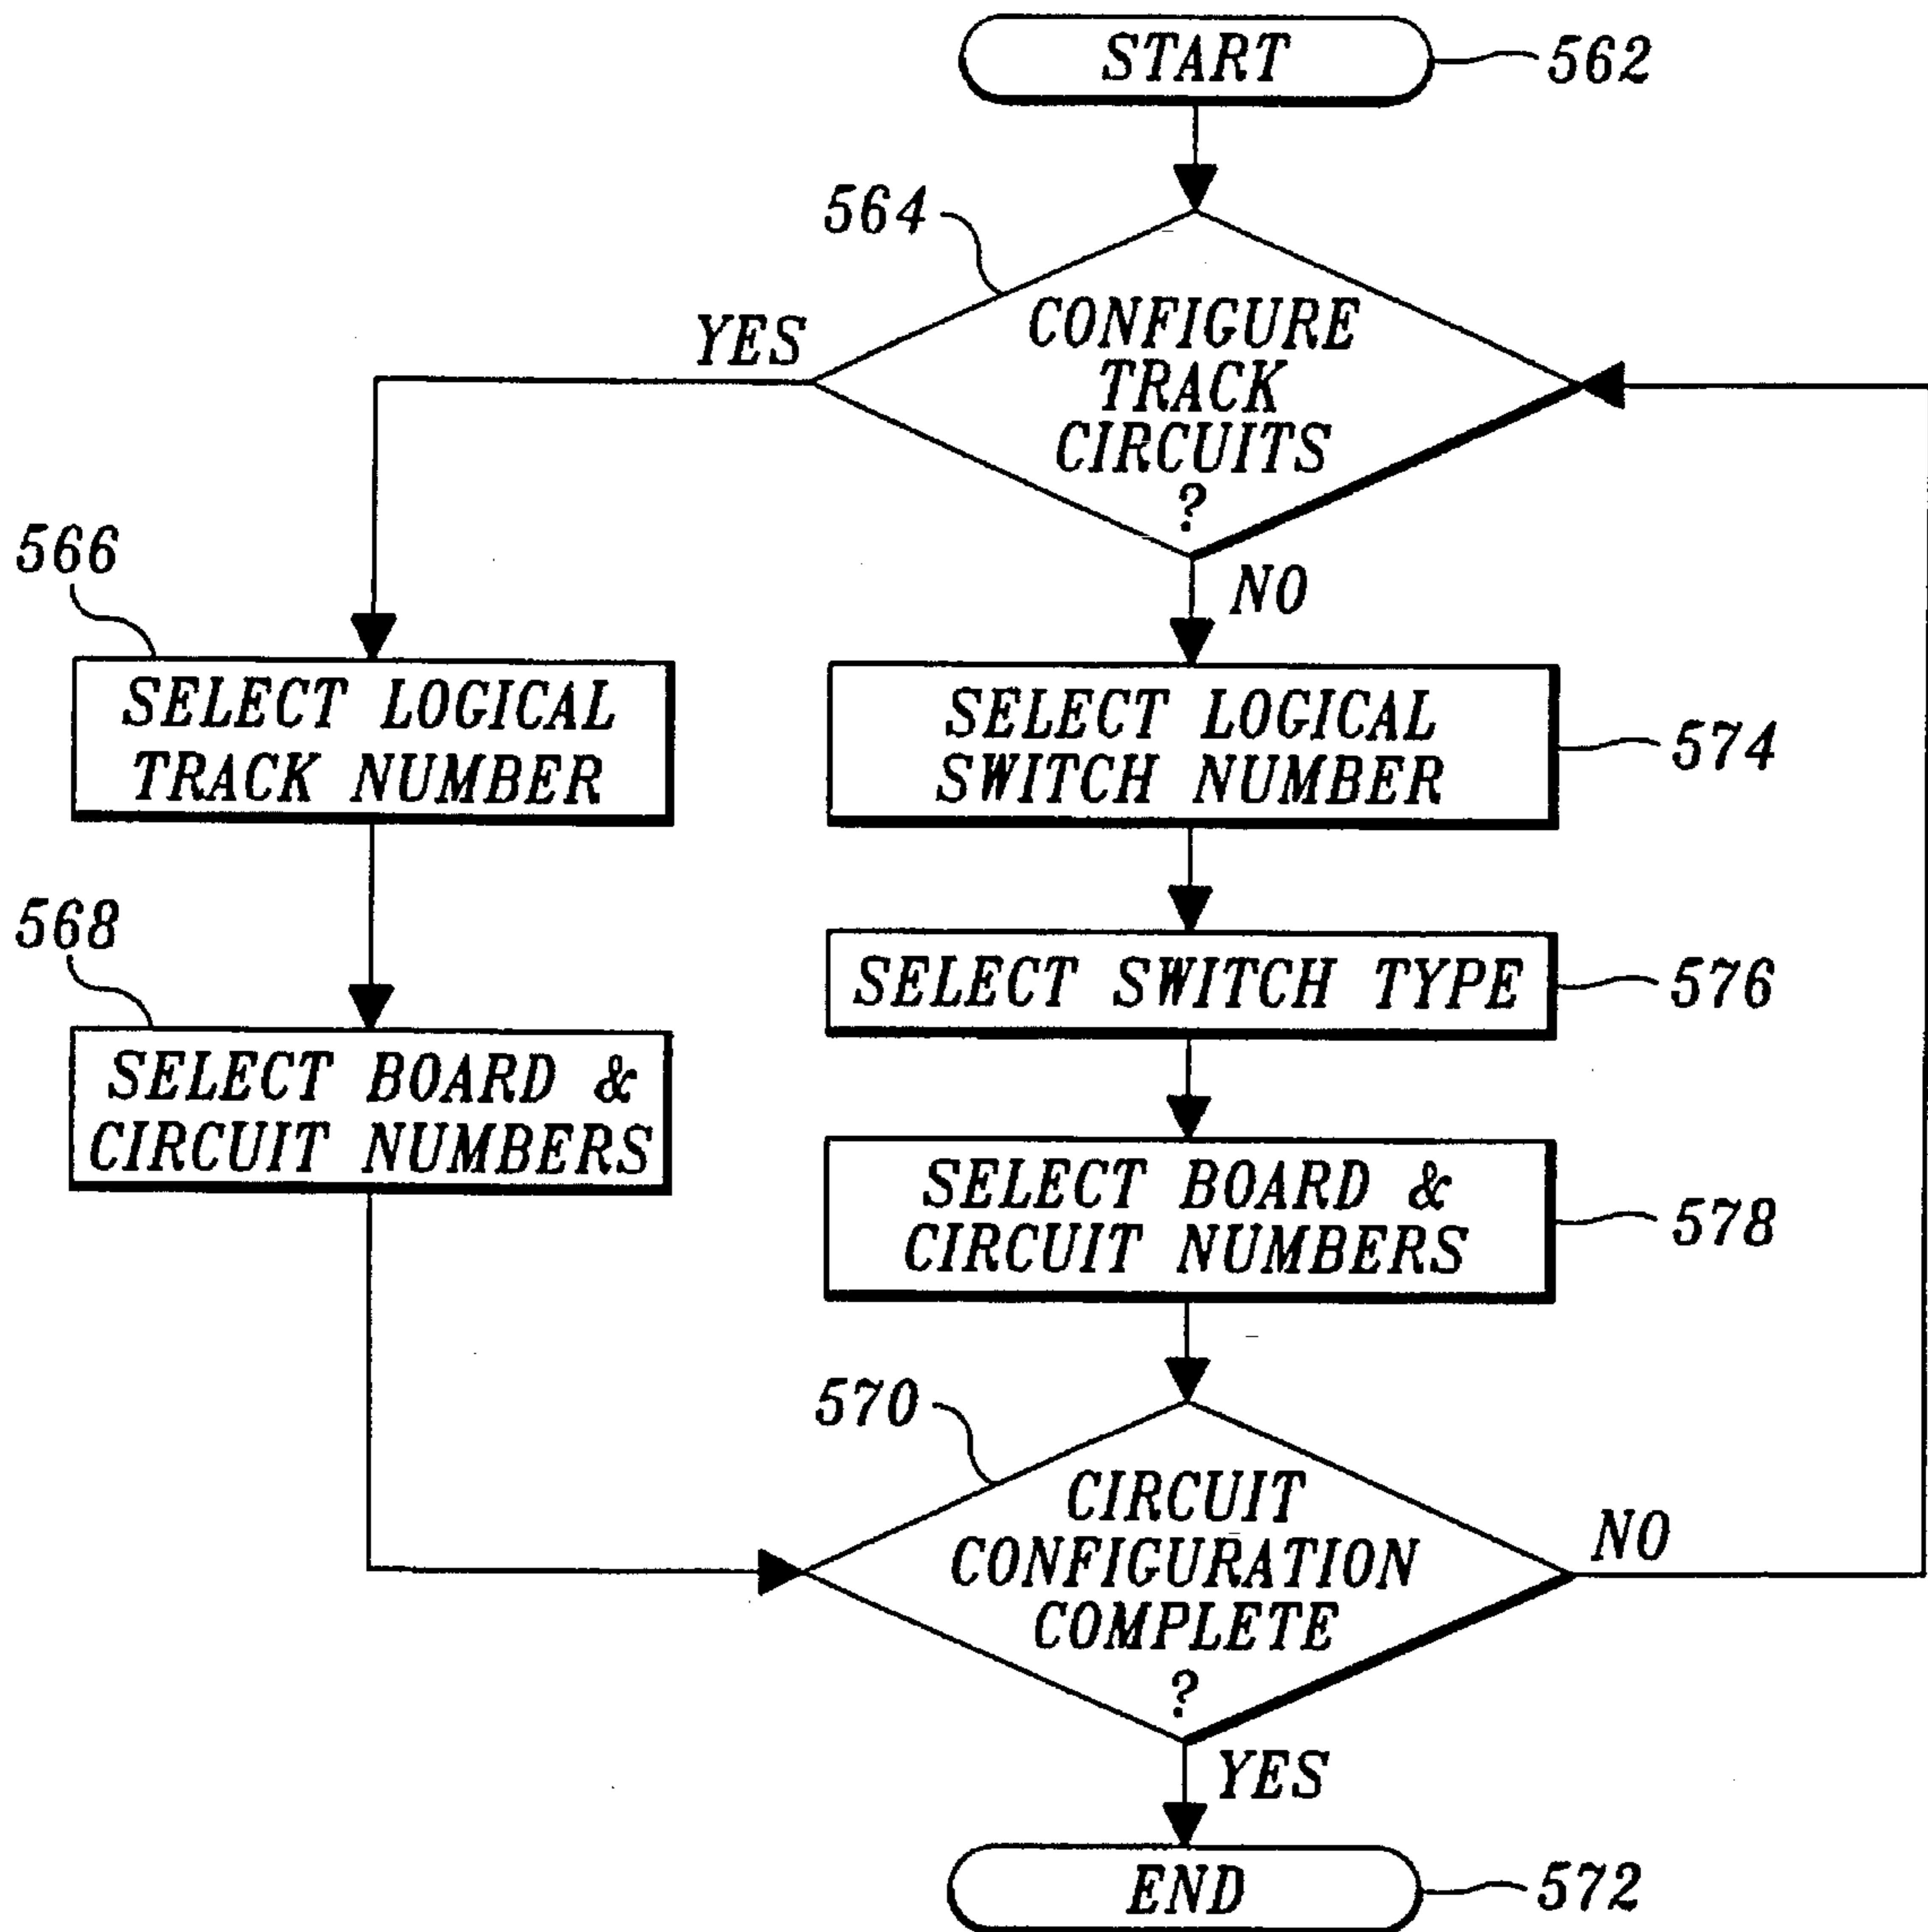 START
562
564
CONFIGURE
TRACK
CIRCUITS
?
YES
NO
566
SELECT LOGICAL
TRACK NUMBER
SELECT LOGICAL
SWITCH NUMBER
574
568
SELECT BOARD &
CIRCUIT NUMBERS
SELECT SWITCH TYPE
576
SELECT BOARD &
CIRCUIT NUMBERS
578
570
CIRCUIT
CONFIGURATION
COMPLETE
?
NO
YES
END
572